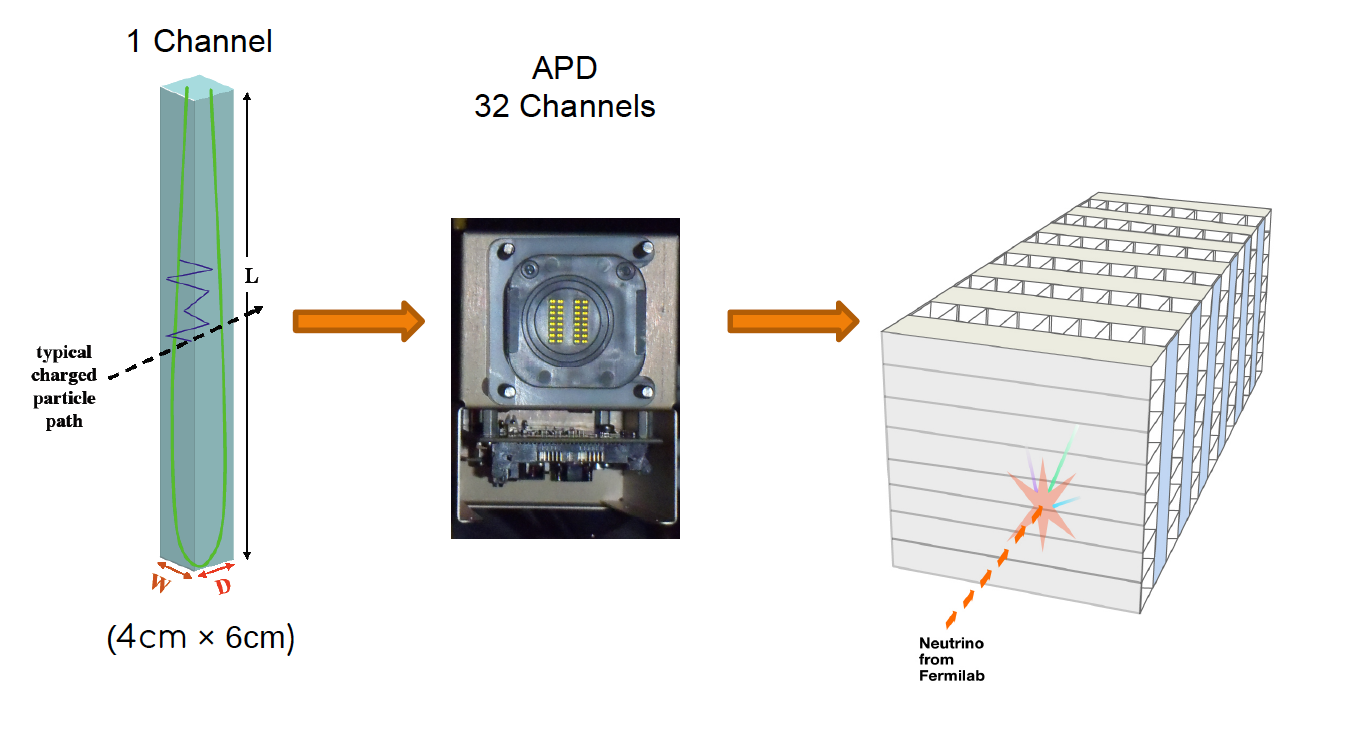 1 Channel
APD
32 Channels
L
typical
charged
particle
path
W
D
(4cm × 6cm)
Neutrino
from
Fermilab